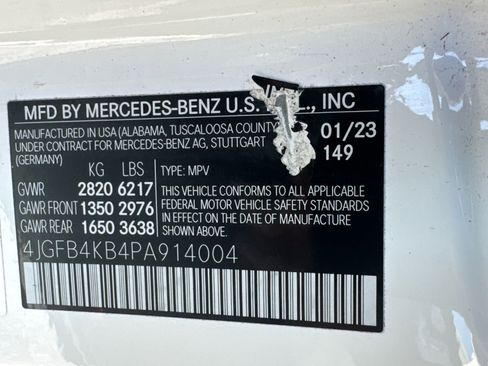 MFD BY MERCEDES-BENZ U.S. INC
MANUFACTURED IN USA (ALABAMA, TUSCALOOSA COUNTY 01/23
UNDER CONTRACT FOR MERCEDES-BENZ AG, STUTTGART 149
(GERMANY)
KG LBS TYPE: MPV
GVWR 2820 6217 THIS VEHICLE CONFORMS TO ALL APPLICABLE
GAWR FRONT 1350 2976 FEDERAL MOTOR VEHICLE SAFETY STANDARDS
GAWR REAR 1650 3638 IN EFFECT ON THE DATE OF MANUFACTURE
SHOWN ABOVE.
4JGFB4KB4PA914004